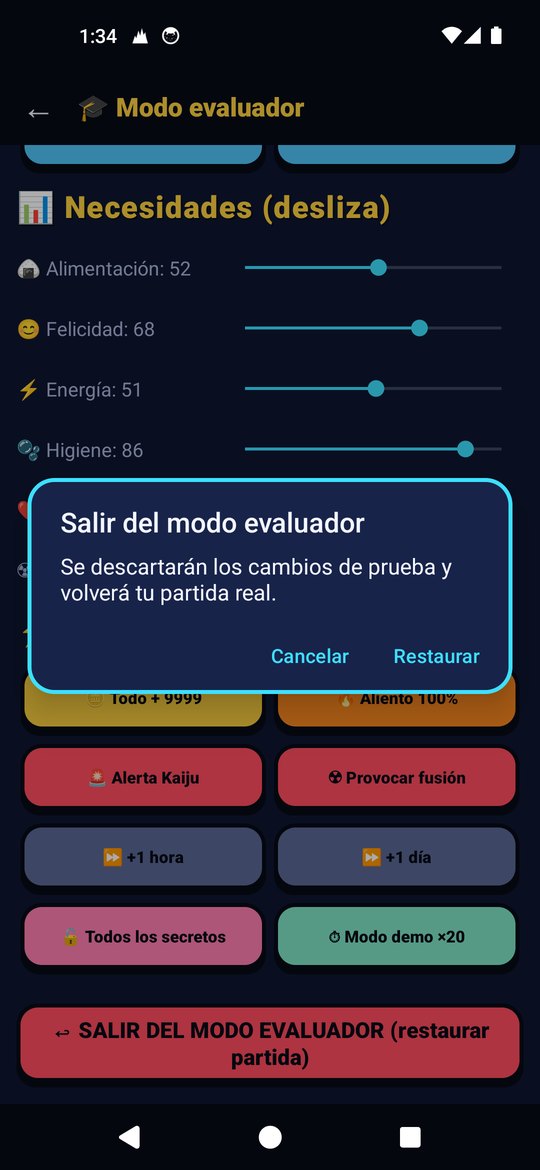 1:34
← 🎓 Modo evaluador
📊 Necesidades (desliza)
🍙 Alimentación: 52
😊 Felicidad: 68
⚡ Energía: 51
🫧 Higiene: 86
Salir del modo evaluador
Se descartarán los cambios de prueba y
volverá tu partida real.
Cancelar Restaurar
Todo + 9999 🔥 Aliento 100%
🚨 Alerta Kaiju ☢ Provocar fusión
⏩ +1 hora ⏩ +1 día
🔓 Todos los secretos ⏱ Modo demo ×20
↩ SALIR DEL MODO EVALUADOR (restaurar
partida)